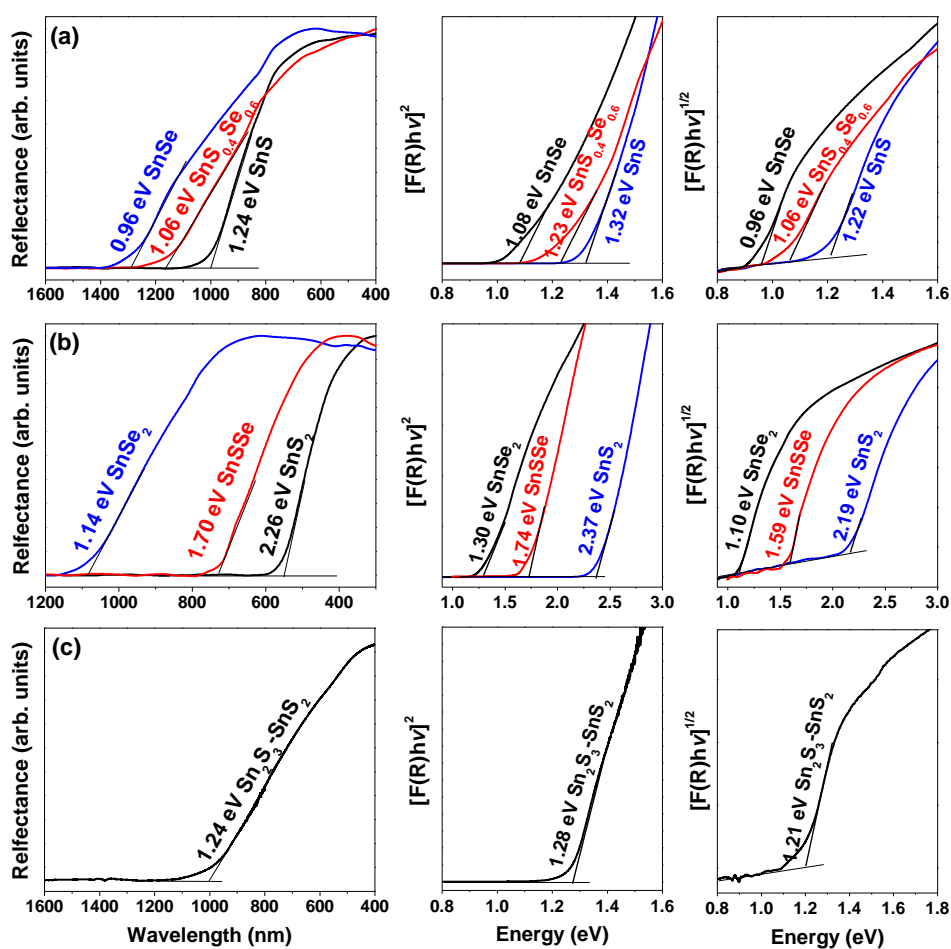 (a)
Reflectance (arb. units)
0.96 eV SnSe
1.06 eV SnS0.4Se0.6
1.24 eV SnS
1600 1400 1200 1000 800 600 400
[F(R)hν]2
1.08 eV SnSe
1.23 eV SnS0.4Se0.6
1.32 eV SnS
0.8 1.0 1.2 1.4 1.6
[F(R)hν]1/2
0.96 eV SnSe
1.06 eV SnS0.4Se0.6
1.22 eV SnS
0.8 1.0 1.2 1.4 1.6
(b)
Relfectance (arb. units)
1.14 eV SnSe2
1.70 eV SnSSe
2.26 eV SnS2
1200 1000 800 600 400
[F(R)hν]2
1.30 eV SnSe2
1.74 eV SnSSe
2.37 eV SnS2
1.0 1.5 2.0 2.5 3.0
[F(R)hν]1/2
1.10 eV SnSe2
1.59 eV SnSSe
2.19 eV SnS2
1.0 1.5 2.0 2.5 3.0
(c)
Relfectance (arb. units)
1.24 eV Sn2S3-SnS2
1600 1400 1200 1000 800 600 400
Wavelength (nm)
[F(R)hν]2
1.28 eV Sn2S3-SnS2
0.8 1.0 1.2 1.4 1.6
Energy (eV)
[F(R)hν]1/2
1.21 eV Sn2S3-SnS2
0.8 1.0 1.2 1.4 1.6 1.8
Energy (eV)